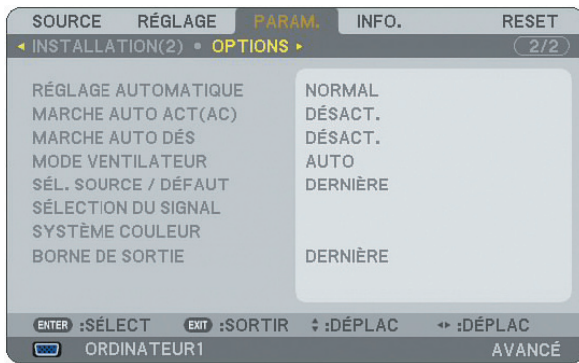 SOURCE RÉGLAGE PARAM. INFO. RESET
INSTALLATION(2) • OPTIONS 2/2
RÉGLAGE AUTOMATIQUE NORMAL
MARCHE AUTO ACT(AC) DÉSACT.
MARCHE AUTO DÉS DÉSACT.
MODE VENTILATEUR AUTO
SÉL. SOURCE / DÉFAUT DERNIÈRE
SÉLECTION DU SIGNAL
SYSTÈME COULEUR
BORNE DE SORTIE DERNIÈRE
ENTER :SÉLECT EXIT :SORTIR :DÉPLAC :DÉPLAC
ORDINATEUR1 AVANCÉ